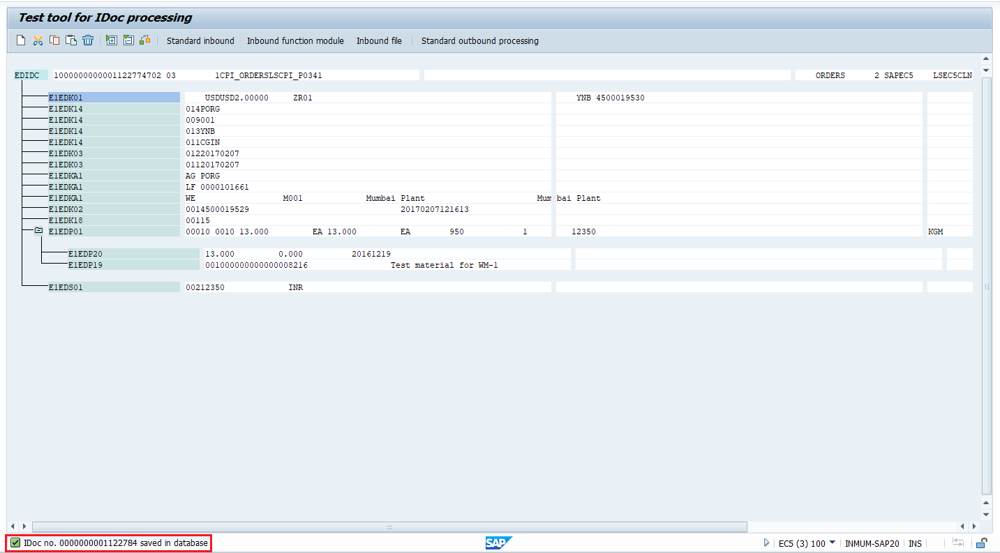 Test tool for IDoc processing
Standard inbound Inbound function module Inbound file Standard outbound processing
EDIDC 1000000000001122774702 03 1CPI_ORDERSLSCPI_P0341 ORDERS 2 SAPEC5 LSEC5CLN
E1EDK01 USDUSD2.00000 ZR01 YNB 4500019530
E1EDK14 014PORG
E1EDK14 009001
E1EDK14 013YNB
E1EDK14 011CGIN
E1EDK03 01220170207
E1EDK03 01120170207
E1EDKA1 AG PORG
E1EDKA1 LF 0000101661
E1EDKA1 WE M001 Mumbai Plant Mum bai Plant
E1EDK02 0014500019529 20170207121613
E1EDK18 00115
E1EDP01 00010 0010 13.000 EA 13.000 EA 950 1 12350 KGM
E1EDP20 13.000 0.000 20161219
E1EDP19 001000000000000008216 Test material for WM-1
E1EDS01 00212350 INR
IDoc no. 0000000001122784 saved in database SAP EC5 (3) 100 INMUM-SAP20 INS